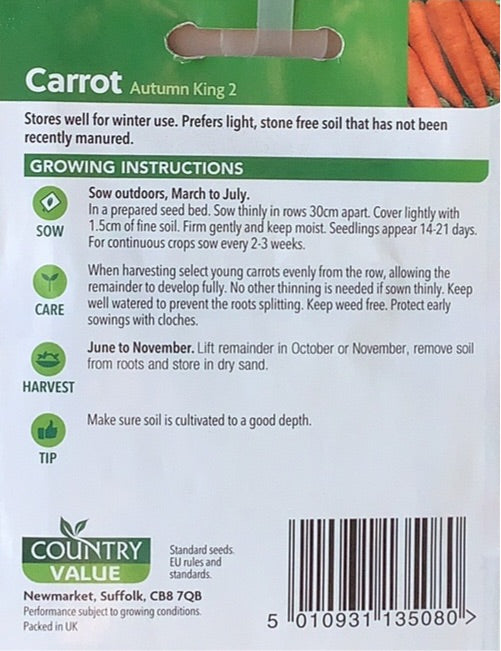 Carrot Autumn King 2
Stores well for winter use. Prefers light, stone free soil that has not been
recently manured.
GROWING INSTRUCTIONS
SOW
Sow outdoors, March to July.
In a prepared seed bed. Sow thinly in rows 30cm apart. Cover lightly with
1.5cm of fine soil. Firm gently and keep moist. Seedlings appear 14-21 days.
For continuous crops sow every 2-3 weeks.
CARE
When harvesting select young carrots evenly from the row, allowing the
remainder to develop fully. No other thinning is needed if sown thinly. Keep
well watered to prevent the roots splitting. Keep weed free. Protect early
sowings with cloches.
HARVEST
June to November. Lift remainder in October or November, remove soil
from roots and store in dry sand.
TIP
Make sure soil is cultivated to a good depth.
COUNTRY
VALUE
Standard seeds.
EU rules and
standards.
Newmarket, Suffolk, CB8 7QB
Performance subject to growing conditions.
Packed in UK
5 010931 135080 >